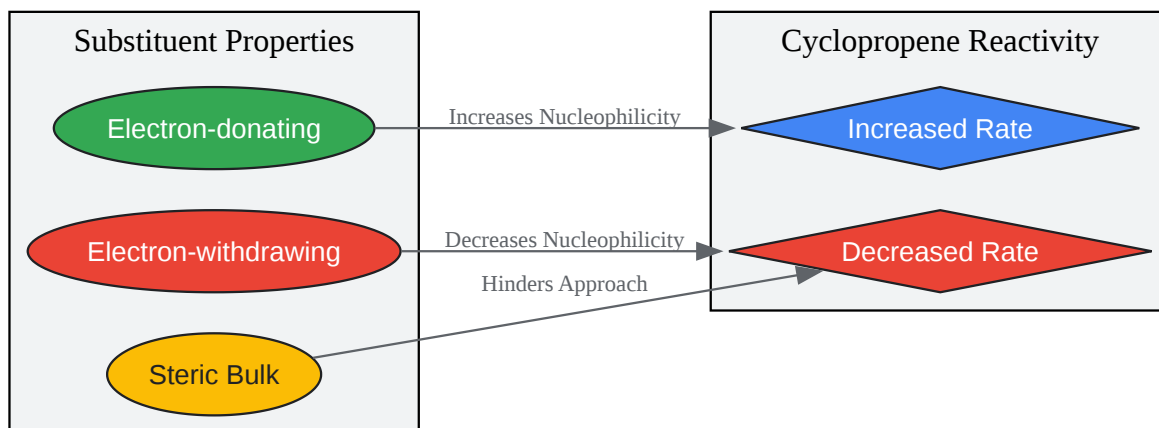 Substituent Properties
Cyclopropene Reactivity
Electron-donating
Increases Nucleophilicity
Increased Rate
Electron-withdrawing
Decreases Nucleophilicity
Decreased Rate
Hinders Approach
Steric Bulk